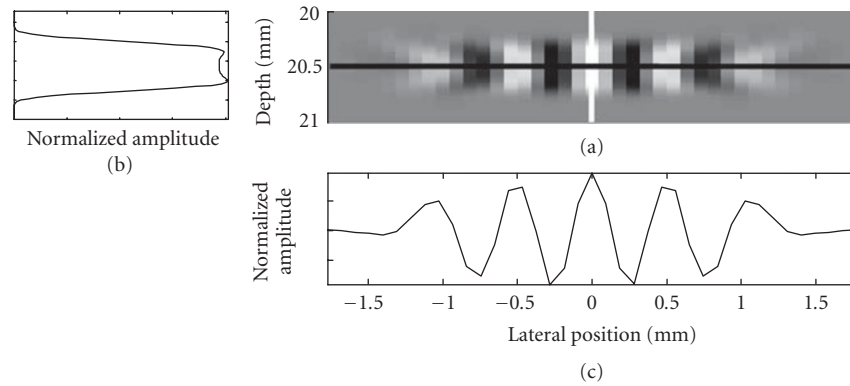 Normalized amplitude
(b)
20
20.5
21
Depth (mm)
(a)
Normalized
amplitude
−1.5 −1 −0.5 0 0.5 1 1.5
Lateral position (mm)
(c)